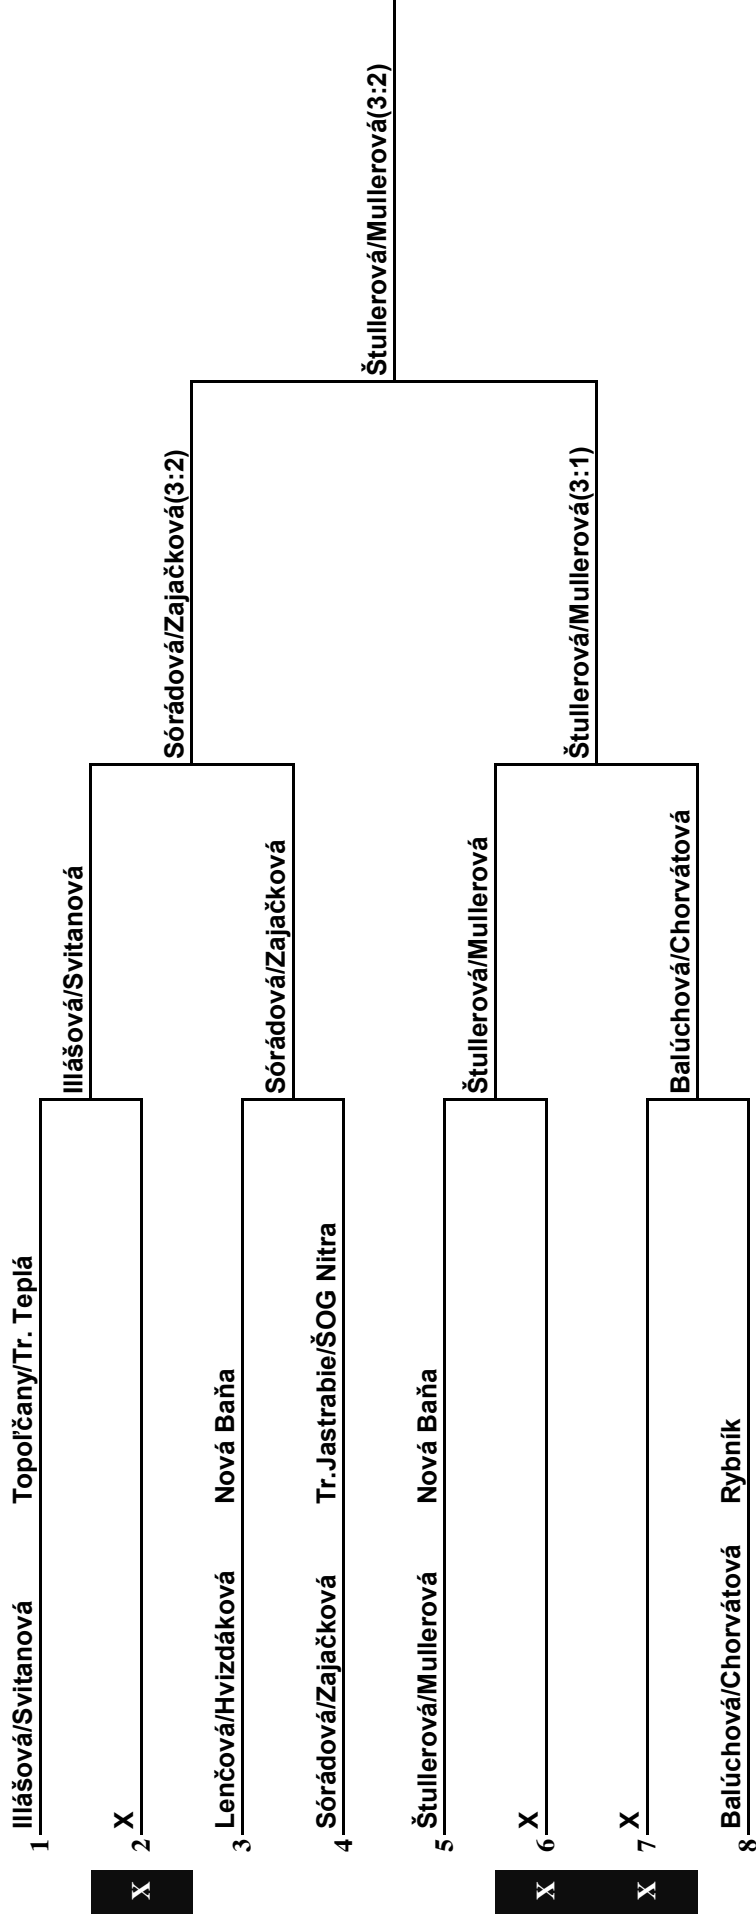 1 Illášová/Svitanová Topoľčany/Tr. Teplá
Illášová/Svitanová
X 2 X
Sórádová/Zajačková(3:2)
3 Lenčová/Hvizdáková Nová Baňa
Sórádová/Zajačková
4 Sórádová/Zajačková Tr.Jastrabie/ŠOG Nitra
Štullerová/Mullerová(3:2)
5 Štullerová/Mullerová Nová Baňa
Štullerová/Mullerová
X 6 X
Štullerová/Mullerová(3:1)
X 7 X
Balúchová/Chorvátová
8 Balúchová/Chorvátová Rybník